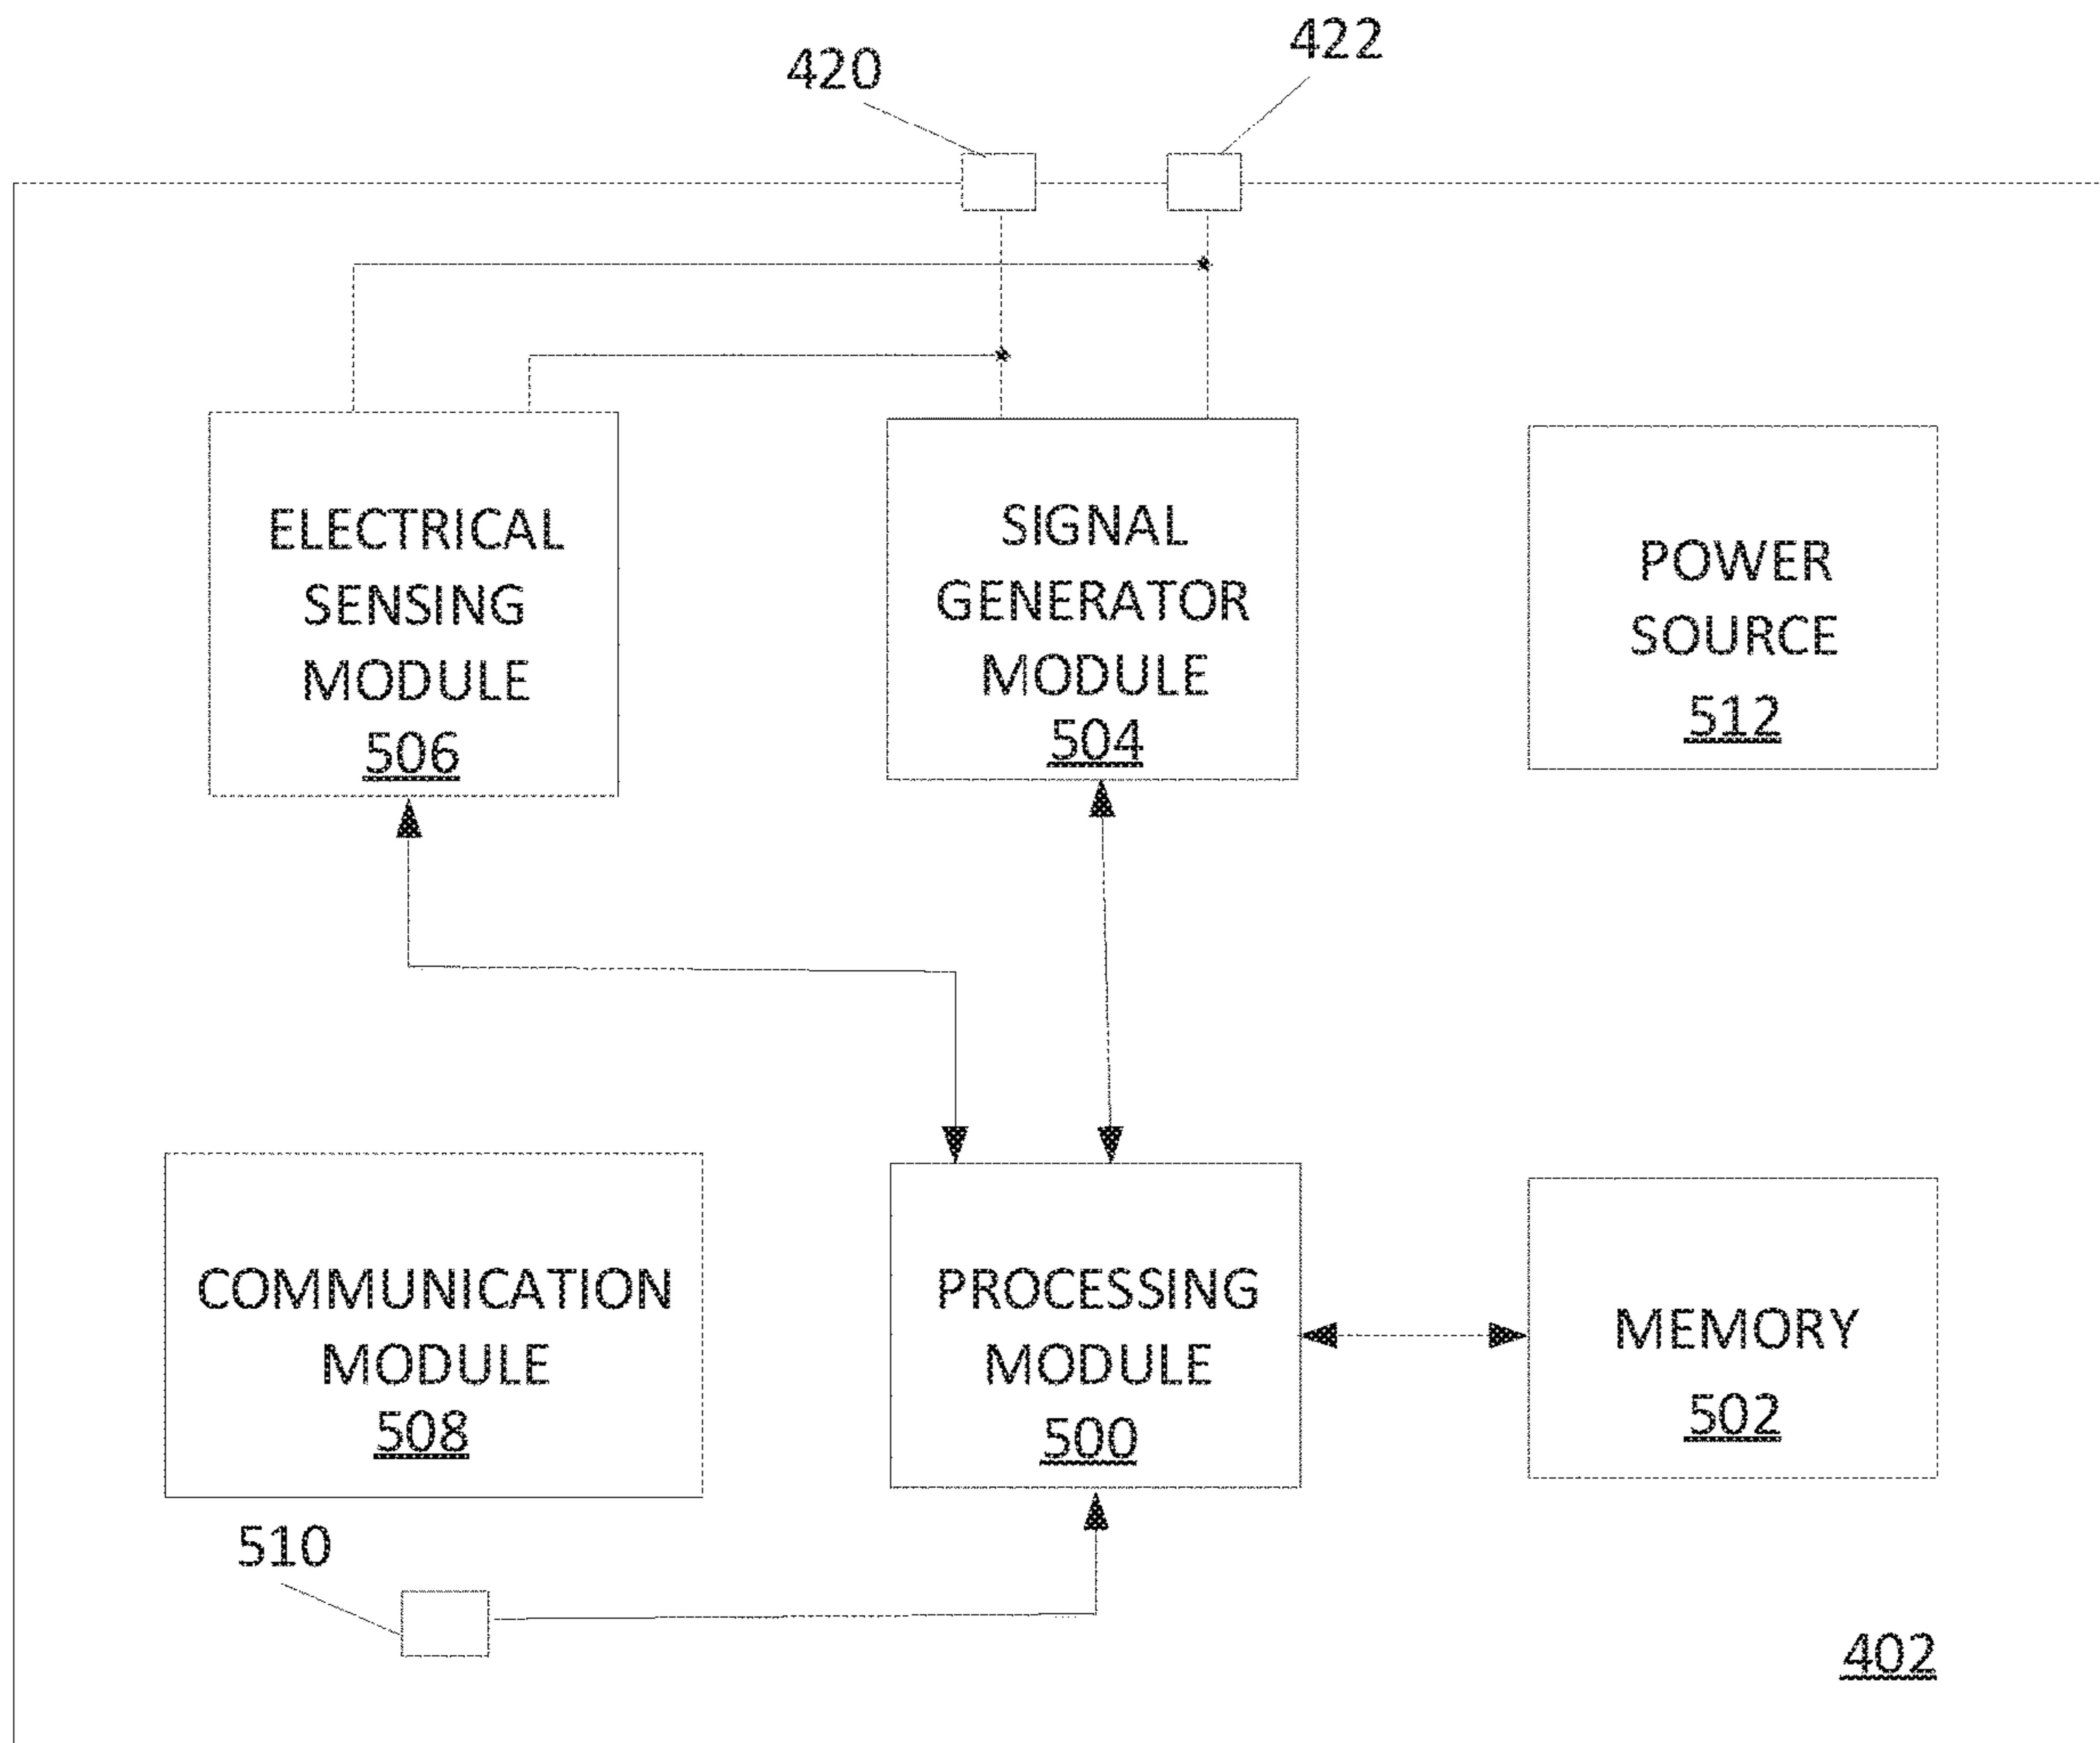 420
422
ELECTRICAL
SENSING
MODULE
506
SIGNAL
GENERATOR
MODULE
504
POWER
SOURCE
512
COMMUNICATION
MODULE
508
PROCESSING
MODULE
500
MEMORY
502
510
402